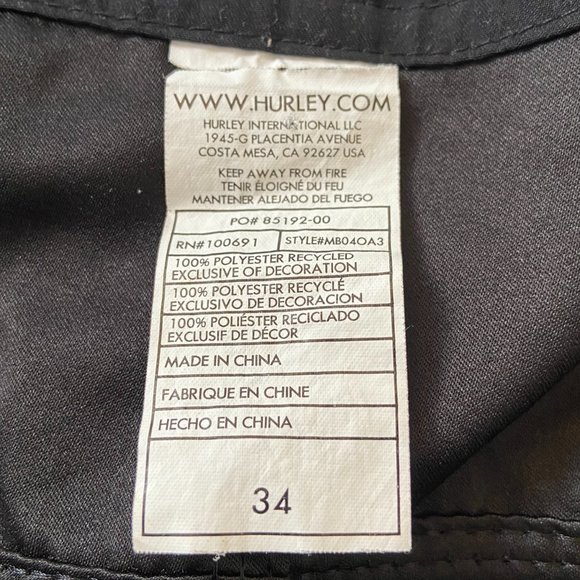 WWW.HURLEY.COM
HURLEY INTERNATIONAL LLC
1945-G PLACENTIA AVENUE
COSTA MESA, CA 92627 USA
KEEP AWAY FROM FIRE
TENIR ÉLOIGNÉ DU FEU
MANTENER ALEJADO DEL FUEGO
PO# 85192-00
RN#100691 STYLE#MB04OA3
100% POLYESTER RECYCLED
EXCLUSIVE OF DECORATION
100% POLYESTER RECYCLÉ
EXCLUSIVO DE DECORACION
100% POLIÉSTER RECICLADO
EXCLUSIF DE DÉCOR
MADE IN CHINA
FABRIQUE EN CHINE
HECHO EN CHINA
34